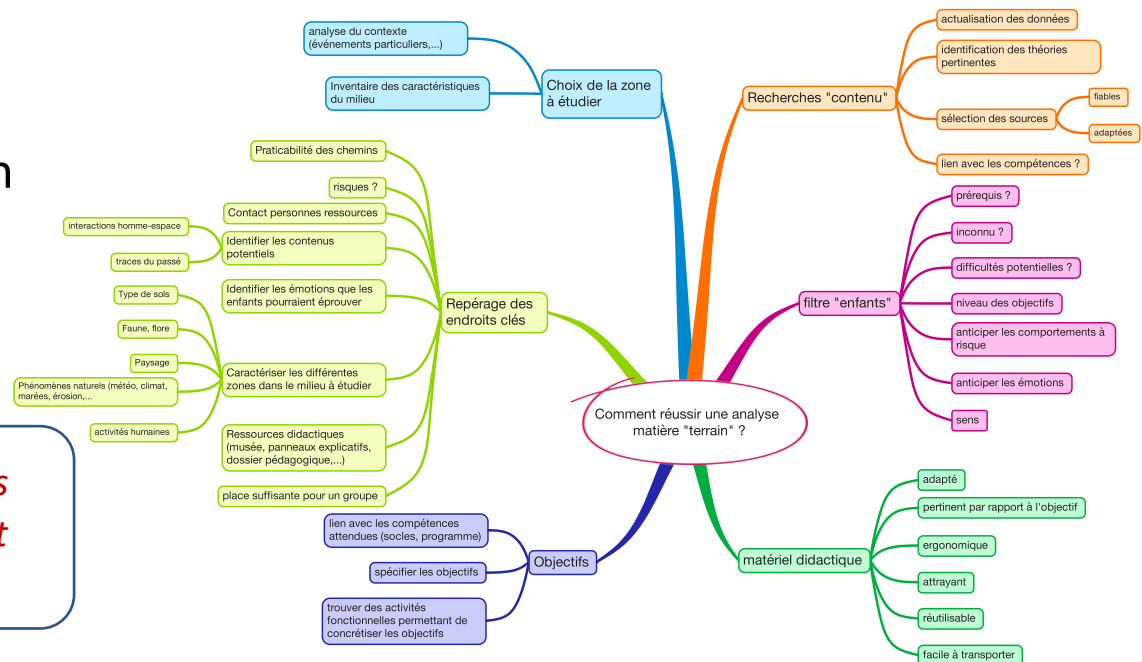 Comment réussir une analyse
matière "terrain" ?
Choix de la zone
à étudier
analyse du contexte
(événements particuliers,...)
Inventaire des caractéristiques
du milieu
Recherches "contenu"
actualisation des données
identification des théories
pertinentes
sélection des sources
fiables
adaptées
lien avec les compétences ?
filtre "enfants"
prérequis ?
inconnu ?
difficultés potentielles ?
niveau des objectifs
anticiper les comportements à
risque
anticiper les émotions
sens
matériel didactique
adapté
pertinent par rapport à l'objectif
ergonomique
attrayant
réutilisable
facile à transporter
Objectifs
lien avec les compétences
attendues (socles, programme)
spécifier les objectifs
trouver des activités
fonctionnelles permettant de
concrétiser les objectifs
Repérage des
endroits clés
Praticabilité des chemins
risques ?
Contact personnes ressources
Identifier les contenus
potentiels
interactions homme-espace
traces du passé
Identifier les émotions que les
enfants pourraient éprouver
Caractériser les différentes
zones dans le milieu à étudier
Type de sols
Faune, flore
Paysage
Phénomènes naturels (météo, climat,
marées, érosion,...
activités humaines
Ressources didactiques
(musée, panneaux explicatifs,
dossier pédagogique,...)
place suffisante pour un groupe
n
s
t